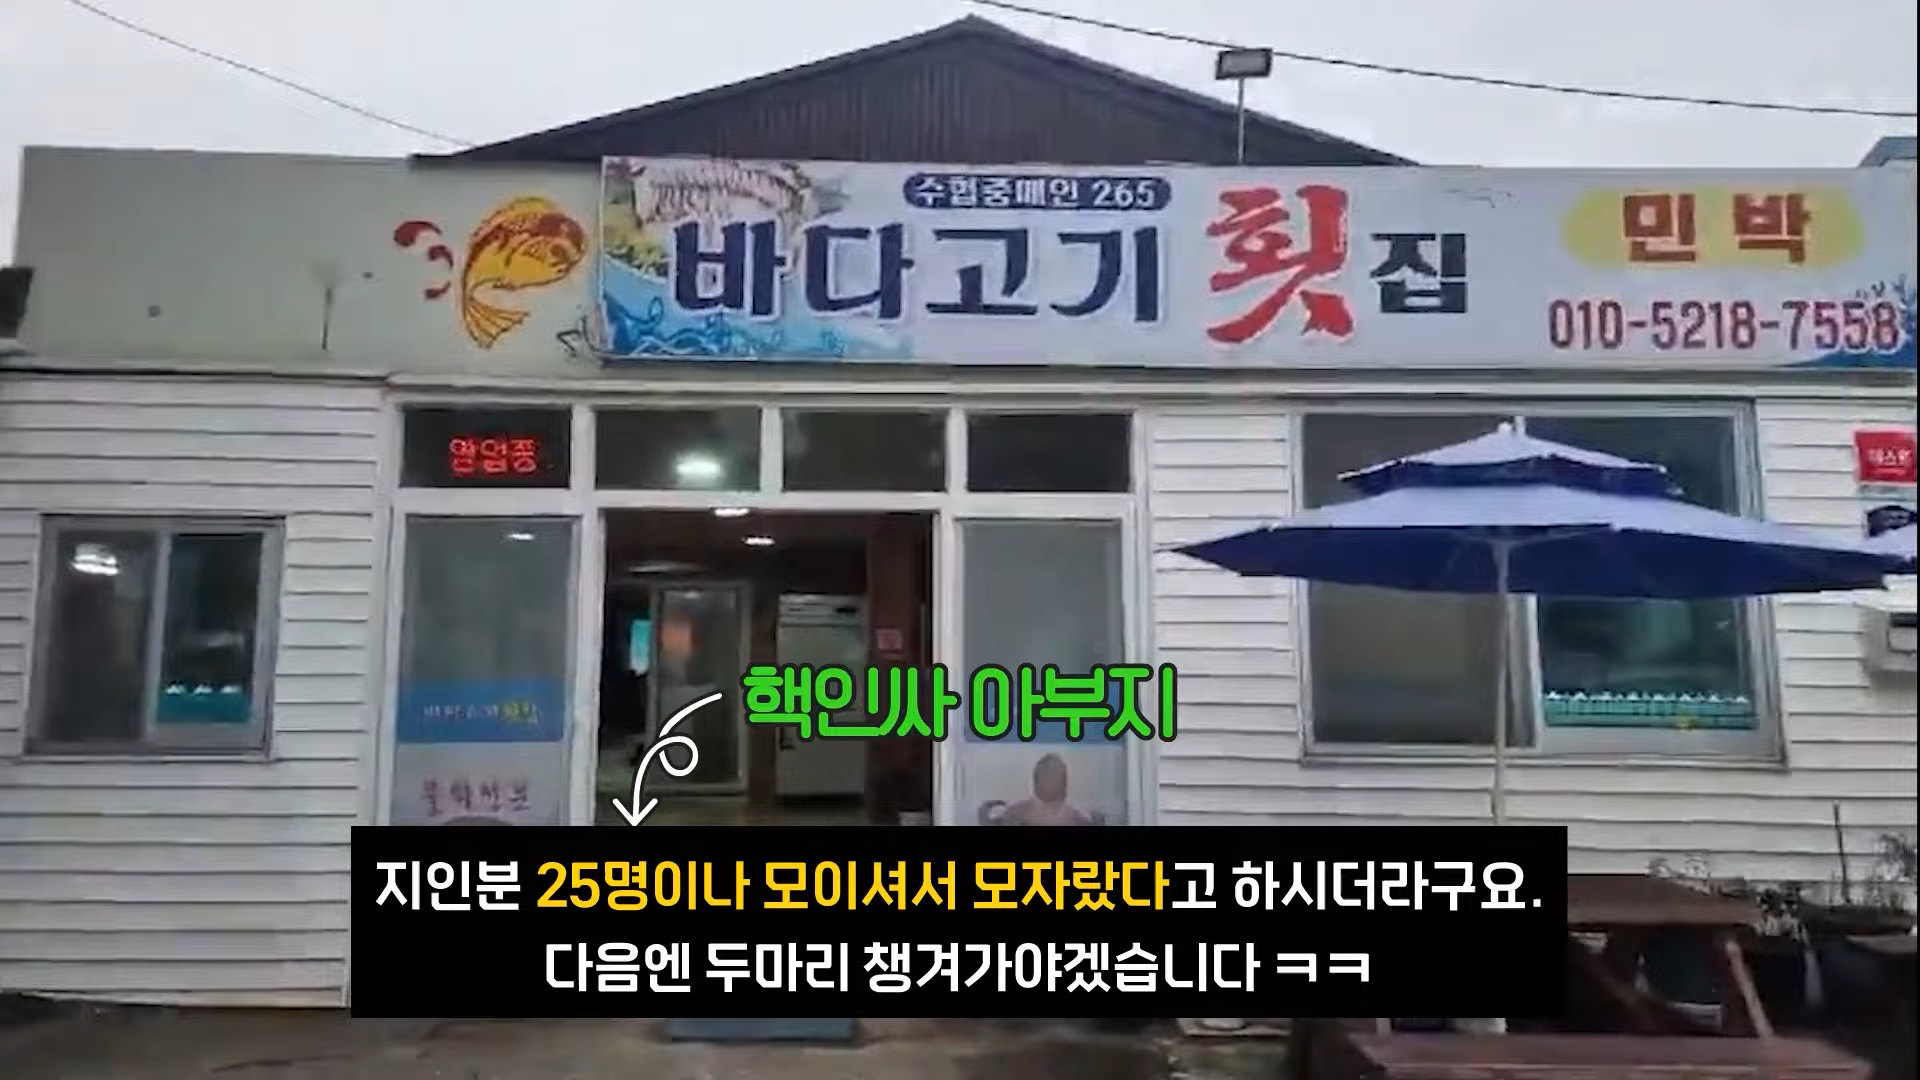 수협중매인 265
바다고기 횟집
민박
010-5218-7558
영업중
핵인싸 아부지
지인분 25명이나 모이셔서 모자랐다고 하시더라구요.
다음엔 두마리 챙겨가야겠습니다 ㅋㅋ